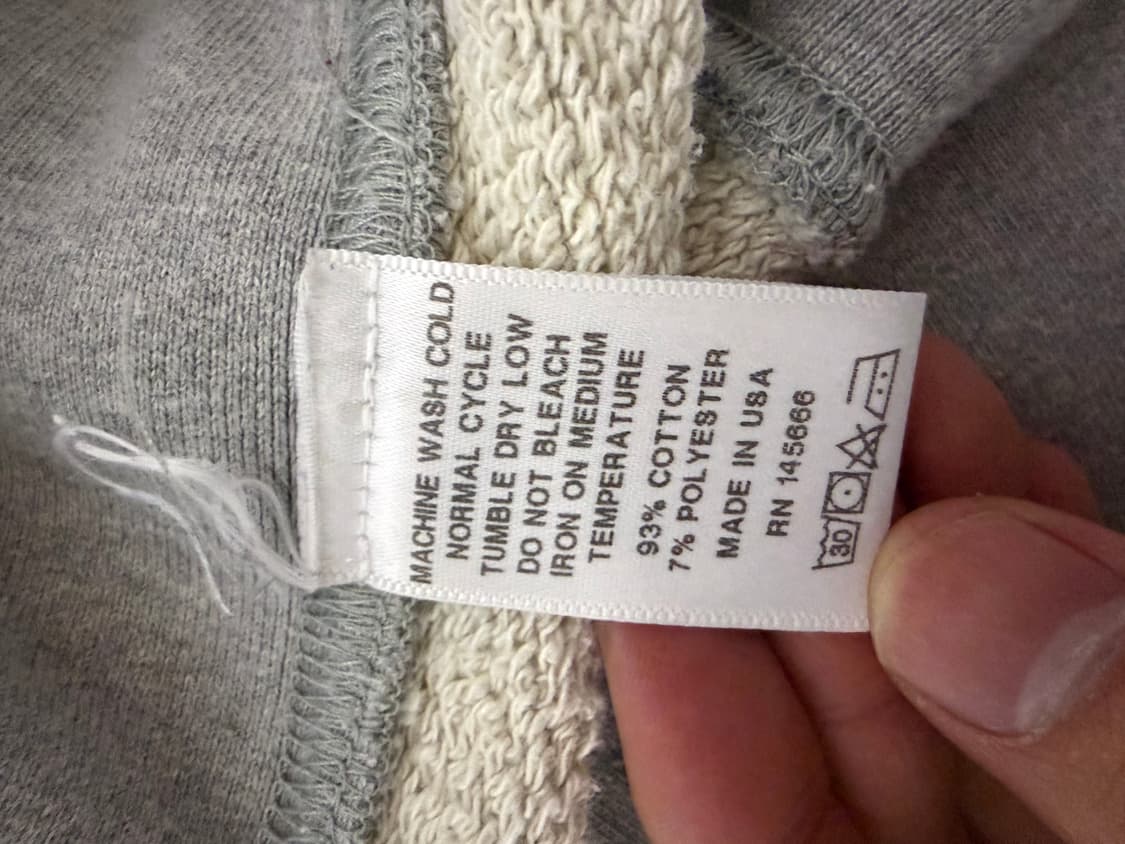 MACHINE WASH COLD
NORMAL CYCLE
TUMBLE DRY LOW
DO NOT BLEACH
IRON ON MEDIUM
TEMPERATURE
93% COTTON
7% POLYESTER
MADE IN USA
RN 145666
30